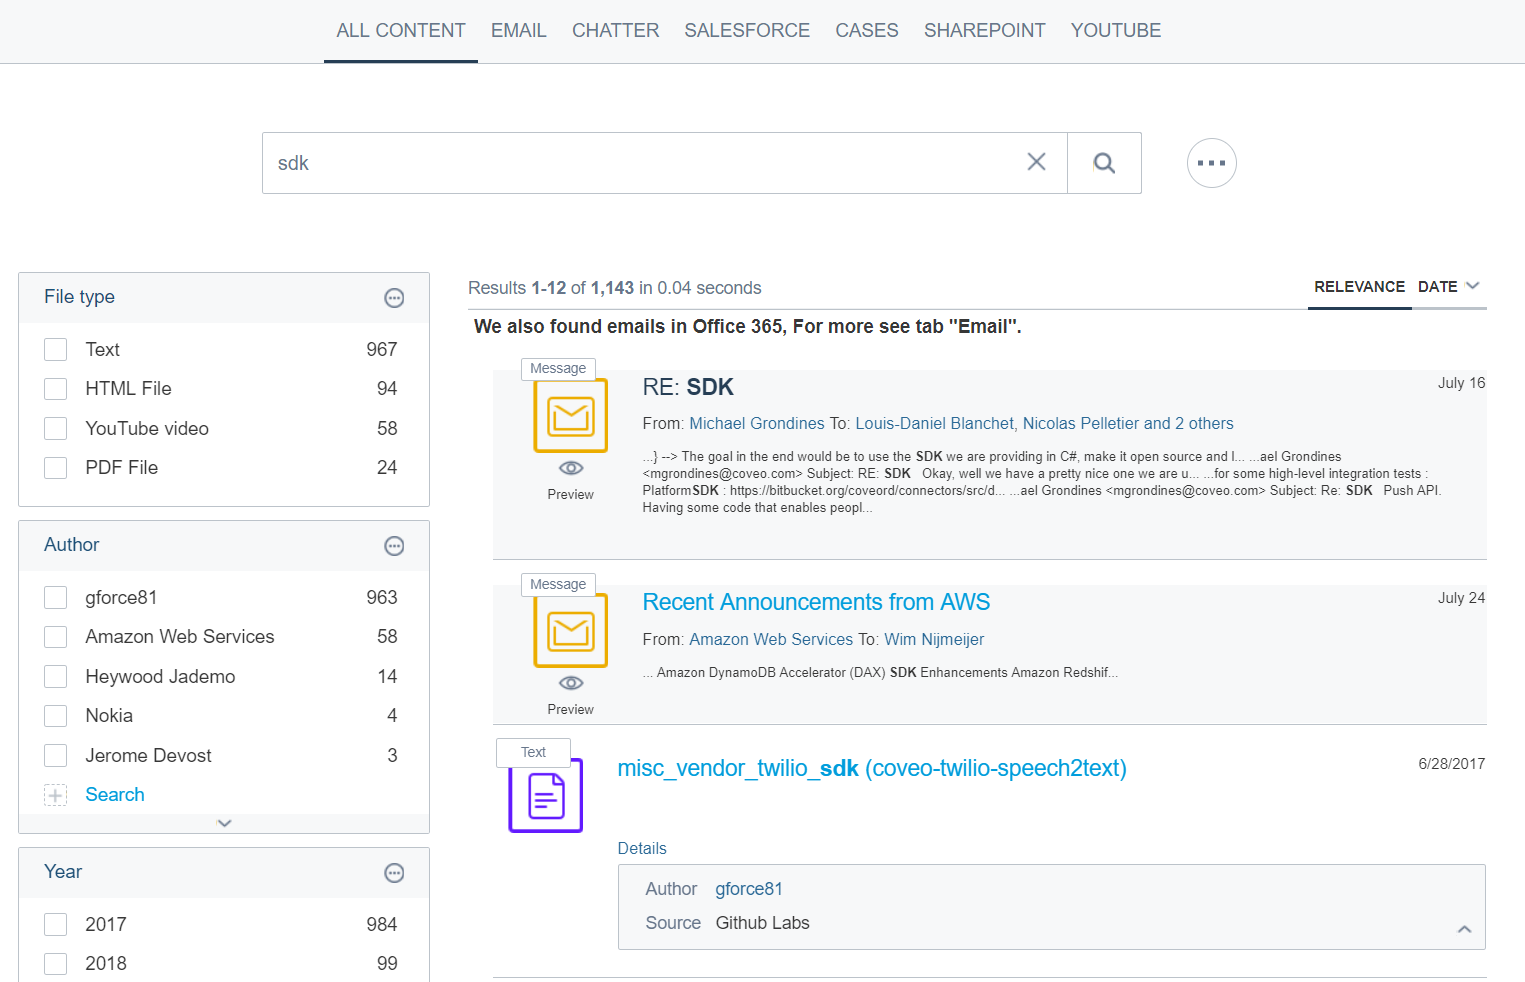 ALL CONTENT EMAIL CHATTER SALESFORCE CASES SHAREPOINT YOUTUBE
sdk
File type
Text 967
HTML File 94
YouTube video 58
PDF File 24
Author
gforce81 963
Amazon Web Services 58
Heywood Jademo 14
Nokia 4
Jerome Devost 3
Search
Year
2017 984
2018 99
Results 1-12 of 1,143 in 0.04 seconds
RELEVANCE DATE
We also found emails in Office 365, For more see tab "Email".
Message
RE: SDK
July 16
From: Michael Grondines To: Louis-Daniel Blanchet, Nicolas Pelletier and 2 others
...} --> The goal in the end would be to use the SDK we are providing in C#, make it open source and I... ...ael Grondines
<mgrondines@coveo.com> Subject: RE: SDK Okay, well we have a pretty nice one we are u... ...for some high-level integration tests :
PlatformSDK : https://bitbucket.org/coveord/connectors/src/d... ...ael Grondines <mgrondines@coveo.com> Subject: Re: SDK Push API.
Having some code that enables peopl...
Preview
Message
Recent Announcements from AWS
July 24
From: Amazon Web Services To: Wim Nijmeijer
... Amazon DynamoDB Accelerator (DAX) SDK Enhancements Amazon Redshif...
Preview
Text
misc_vendor_twilio_sdk (coveo-twilio-speech2text)
6/28/2017
Details
Author gforce81
Source Github Labs